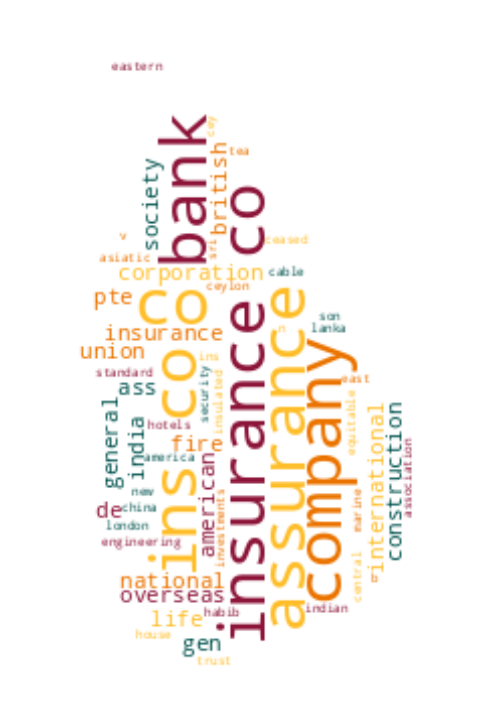 eastern
bank
cey
tea
british
society
co
v
sri
ceased
asiatic
corporation
cable
ceylon
pte
co
assurance
insurance co
son
lanka
n
insurance
union
company
ins
standard
ass
security
insulated
east
equitable
general
india
hotels
fire
ins co
america
american
international
construction
association
new
de
china
london
engineering
investments
marine
central
national
overseas
life
habib
indian
house
gen
trust